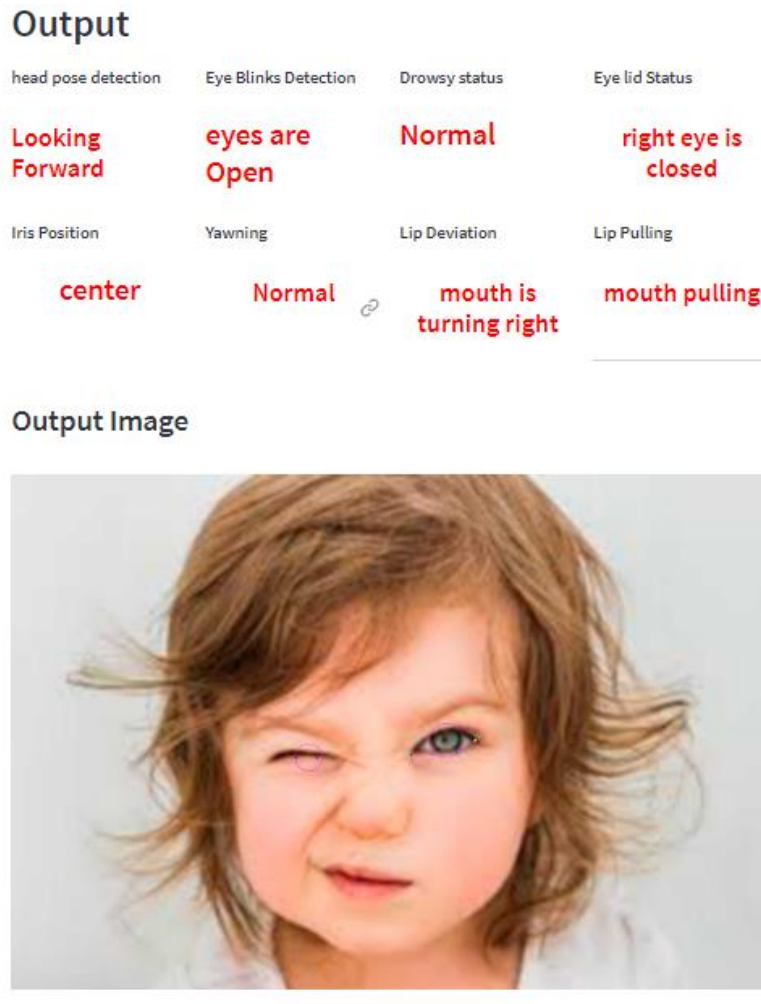 Output
head pose detection
Eye Blinks Detection
Drowsy status
Eye lid Status
Looking
Forward
eyes are
Open
Normal
right eye is
closed
Iris Position
Yawning
Lip Deviation
Lip Pulling
center
Normal
mouth is
turning right
mouth pulling
Output Image